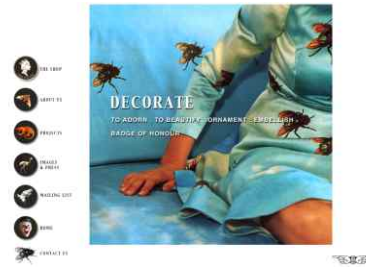 THE SHOP
ABOUT US
PROJECTS
IMAGES
& PRESS
MAILING LIST
HOME
CONTACT US
DECORATE
TO ADORN TO BEAUTIFY ORNAMENT EMBELLISH
BADGE OF HONOUR